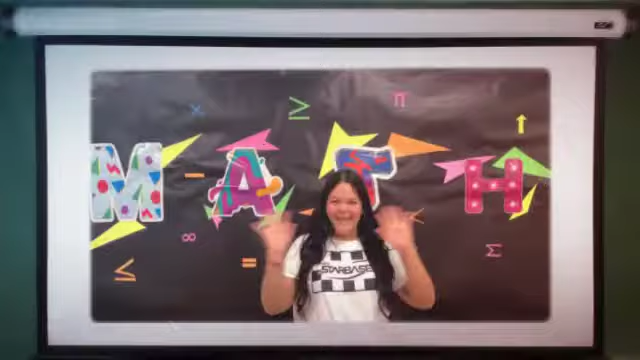 MATH
× ≥ π ↑
−
∞
≤ = Σ
STARBASE